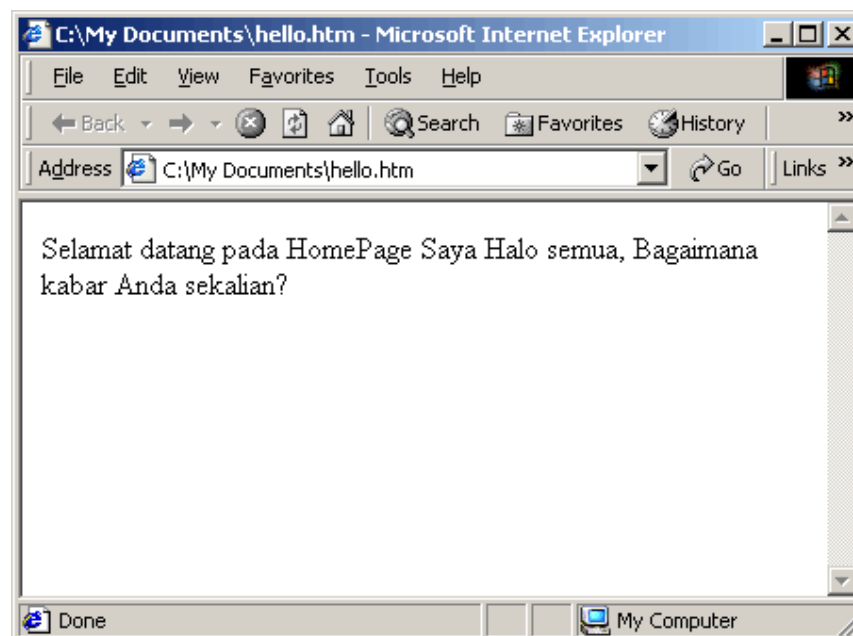 C:\My Documents\hello.htm - Microsoft Internet Explorer
File Edit View Favorites Tools Help
Back Search Favorites History »
Address C:\My Documents\hello.htm Go Links »
Selamat datang pada HomePage Saya Halo semua, Bagaimana
kabar Anda sekalian?
Done My Computer